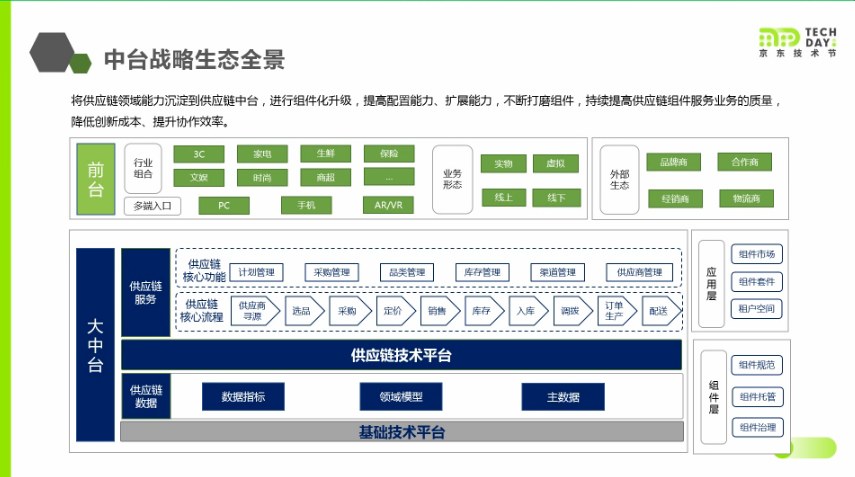 TECH
DAY
京东技术节
中台战略生态全景
将供应链领域能力沉淀到供应链中台，进行组件化升级，提高配置能力、扩展能力，不断打磨组件，持续提高供应链组件服务业务的质量，
降低创新成本、提升协作效率。
前台
行业
组合
3C
家电
生鲜
保险
文娱
时尚
商超
...
多端入口
PC
手机
AR/VR
业务
形态
实物
虚拟
线上
线下
外部
生态
品牌商
合作商
经销商
物流商
大中台
供应链
服务
供应链
核心功能
计划管理
采购管理
品类管理
库存管理
渠道管理
供应商管理
供应链
核心流程
供应商
寻源
选品
采购
定价
销售
库存
入库
调拨
订单
生产
配送
供应链技术平台
供应链
数据
数据指标
领域模型
主数据
基础技术平台
应用层
组件市场
组件套件
租户空间
组件层
组件规范
组件托管
组件治理